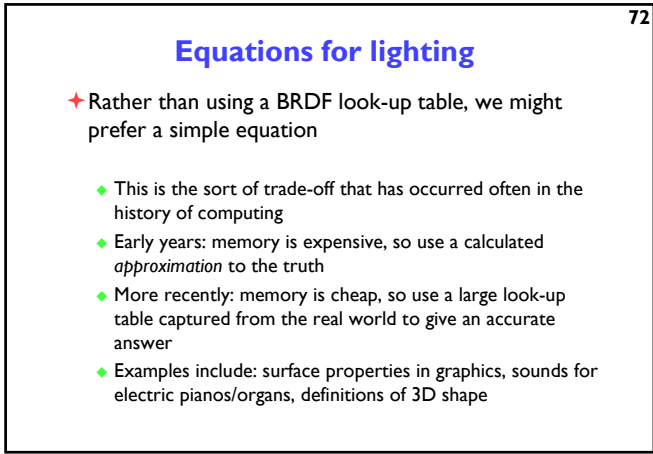 72
Equations for lighting
Rather than using a BRDF look-up table, we might
prefer a simple equation
This is the sort of trade-off that has occurred often in the
history of computing
Early years: memory is expensive, so use a calculated
approximation to the truth
More recently: memory is cheap, so use a large look-up
table captured from the real world to give an accurate
answer
Examples include: surface properties in graphics, sounds for
electric pianos/organs, definitions of 3D shape